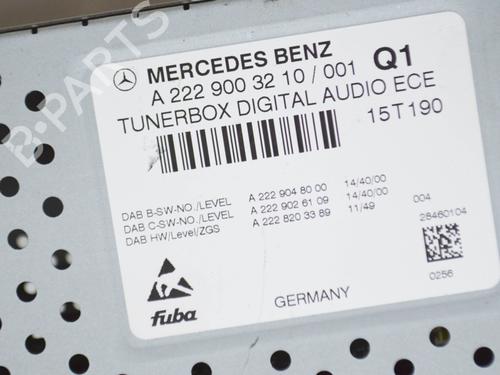 B-PARTS
MERCEDES BENZ Q1
A 222 900 32 10 / 001
TUNERBOX DIGITAL AUDIO ECE
15T190
DAB B-SW-NO./LEVEL A 222 904 80 00 14/40/00
DAB C-SW-NO./LEVEL A 222 902 61 09 14/40/00
DAB HW/Level/ZGS A 222 820 33 89 11/49
004
28460104
0256
fuba
GERMANY